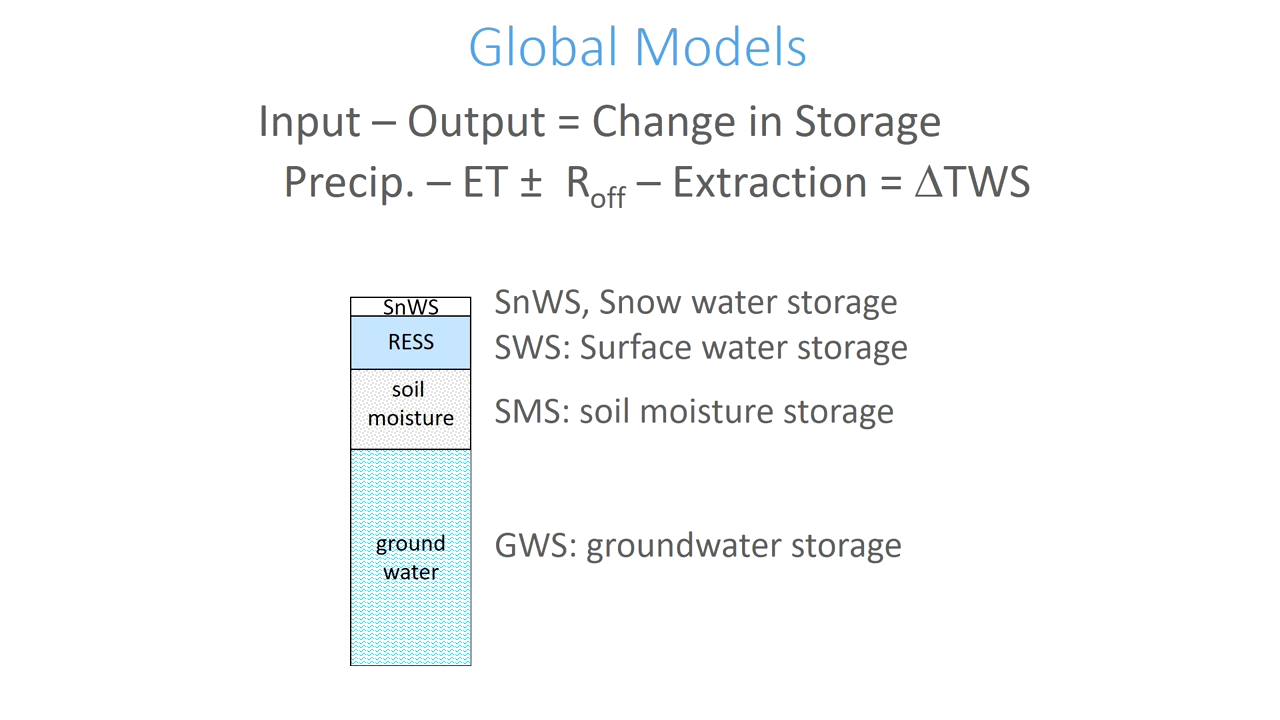 Global Models
Input – Output = Change in Storage
Precip. – ET ± Roff – Extraction = ΔTWS
SnWS
SnWS, Snow water storage
RESS
SWS: Surface water storage
soil
moisture
SMS: soil moisture storage
ground
water
GWS: groundwater storage